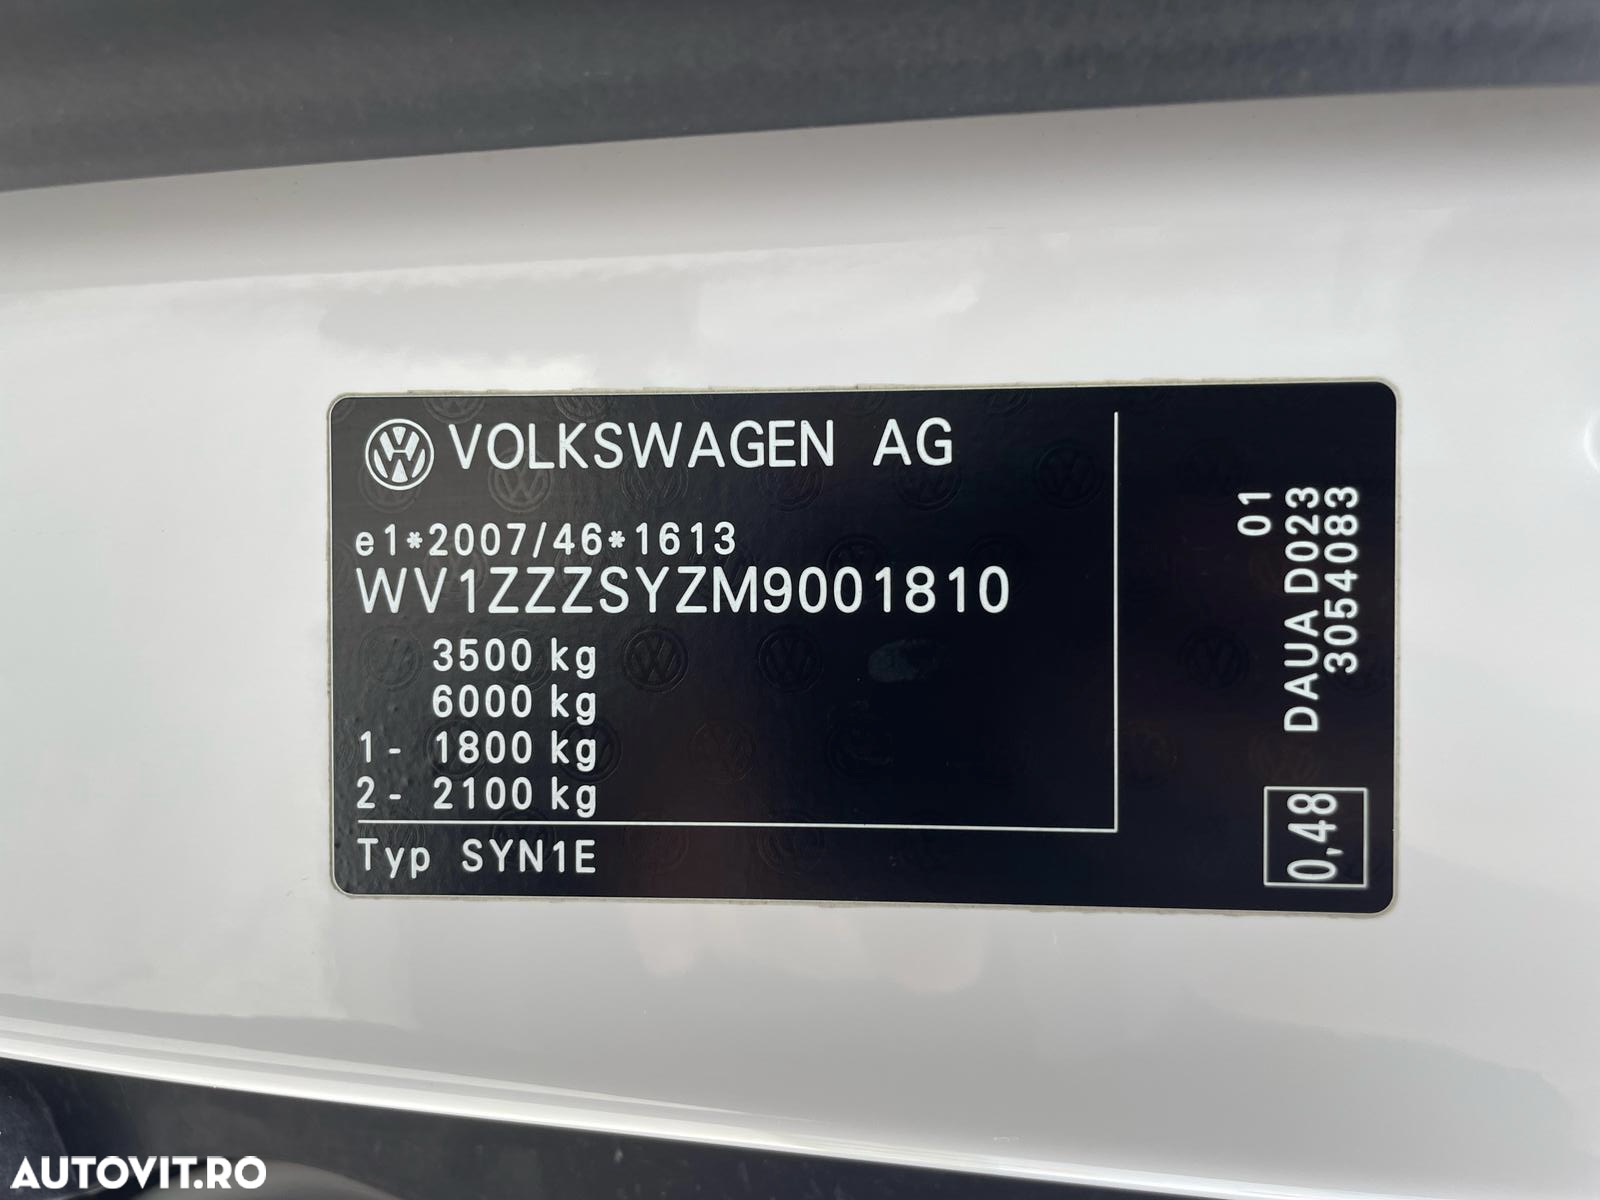 VOLKSWAGEN AG
e1*2007/46*1613
WV1ZZZSYZM9001810
3500 kg
6000 kg
1- 1800 kg
2- 2100 kg
Typ SYN1E
01
DAUA D023
3054083
0,48
AUTOVIT.RO